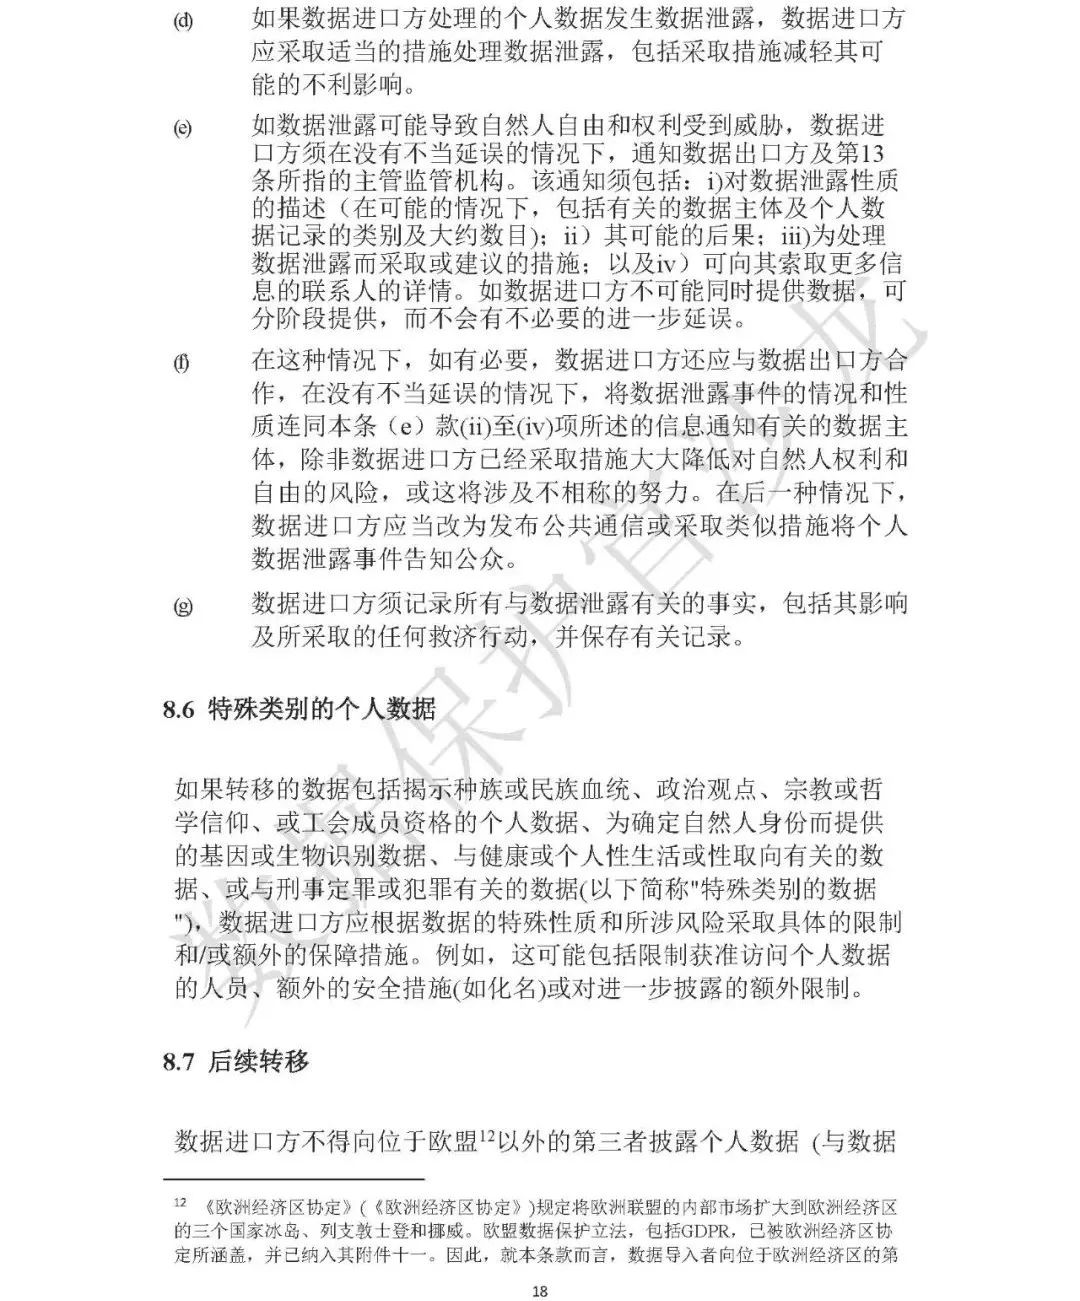 (d) 如果数据进口方处理的个人数据发生数据泄露，数据进口方
应采取适当的措施处理数据泄露，包括采取措施减轻其可
能的不利影响。
(e) 如数据泄露可能导致自然人自由和权利受到威胁，数据进
口方须在没有不当延误的情况下，通知数据出口方及第13
条所指的主管监管机构。该通知须包括：i)对数据泄露性质
的描述（在可能的情况下，包括有关的数据主体及个人数
据记录的类别及大约数目)；ii）其可能的后果；iii)为处理
数据泄露而采取或建议的措施；以及iv）可向其索取更多信
息的联系人的详情。如数据进口方不可能同时提供数据，可
分阶段提供，而不会有不必要的进一步延误。
(f) 在这种情况下，如有必要，数据进口方还应与数据出口方合
作，在没有不当延误的情况下，将数据泄露事件的情况和性
质连同本条（e）款(ii)至(iv)项所述的信息通知有关的数据主
体，除非数据进口方已经采取措施大大降低对自然人权利和
自由的风险，或这将涉及不相称的努力。在后一种情况下，
数据进口方应当改为发布公共通信或采取类似措施将个人
数据泄露事件告知公众。
(g) 数据进口方须记录所有与数据泄露有关的事实，包括其影响
及所采取的任何救济行动，并保存有关记录。
8.6 特殊类别的个人数据
如果转移的数据包括揭示种族或民族血统、政治观点、宗教或哲
学信仰、或工会成员资格的个人数据、为确定自然人身份而提供
的基因或生物识别数据、与健康或个人性生活或性取向有关的数
据、或与刑事定罪或犯罪有关的数据(以下简称"特殊类别的数据
")，数据进口方应根据数据的特殊性质和所涉风险采取具体的限制
和/或额外的保障措施。例如，这可能包括限制获准访问个人数据
的人员、额外的安全措施(如化名)或对进一步披露的额外限制。
8.7 后续转移
数据进口方不得向位于欧盟12以外的第三者披露个人数据 (与数据
12 《欧洲经济区协定》(《欧洲经济区协定》)规定将欧洲联盟的内部市场扩大到欧洲经济区
的三个国家冰岛、列支敦士登和挪威。欧盟数据保护立法，包括GDPR，已被欧洲经济区协
定所涵盖，并已纳入其附件十一。因此，就本条款而言，数据导入者向位于欧洲经济区的第
18
数据保护官沙龙